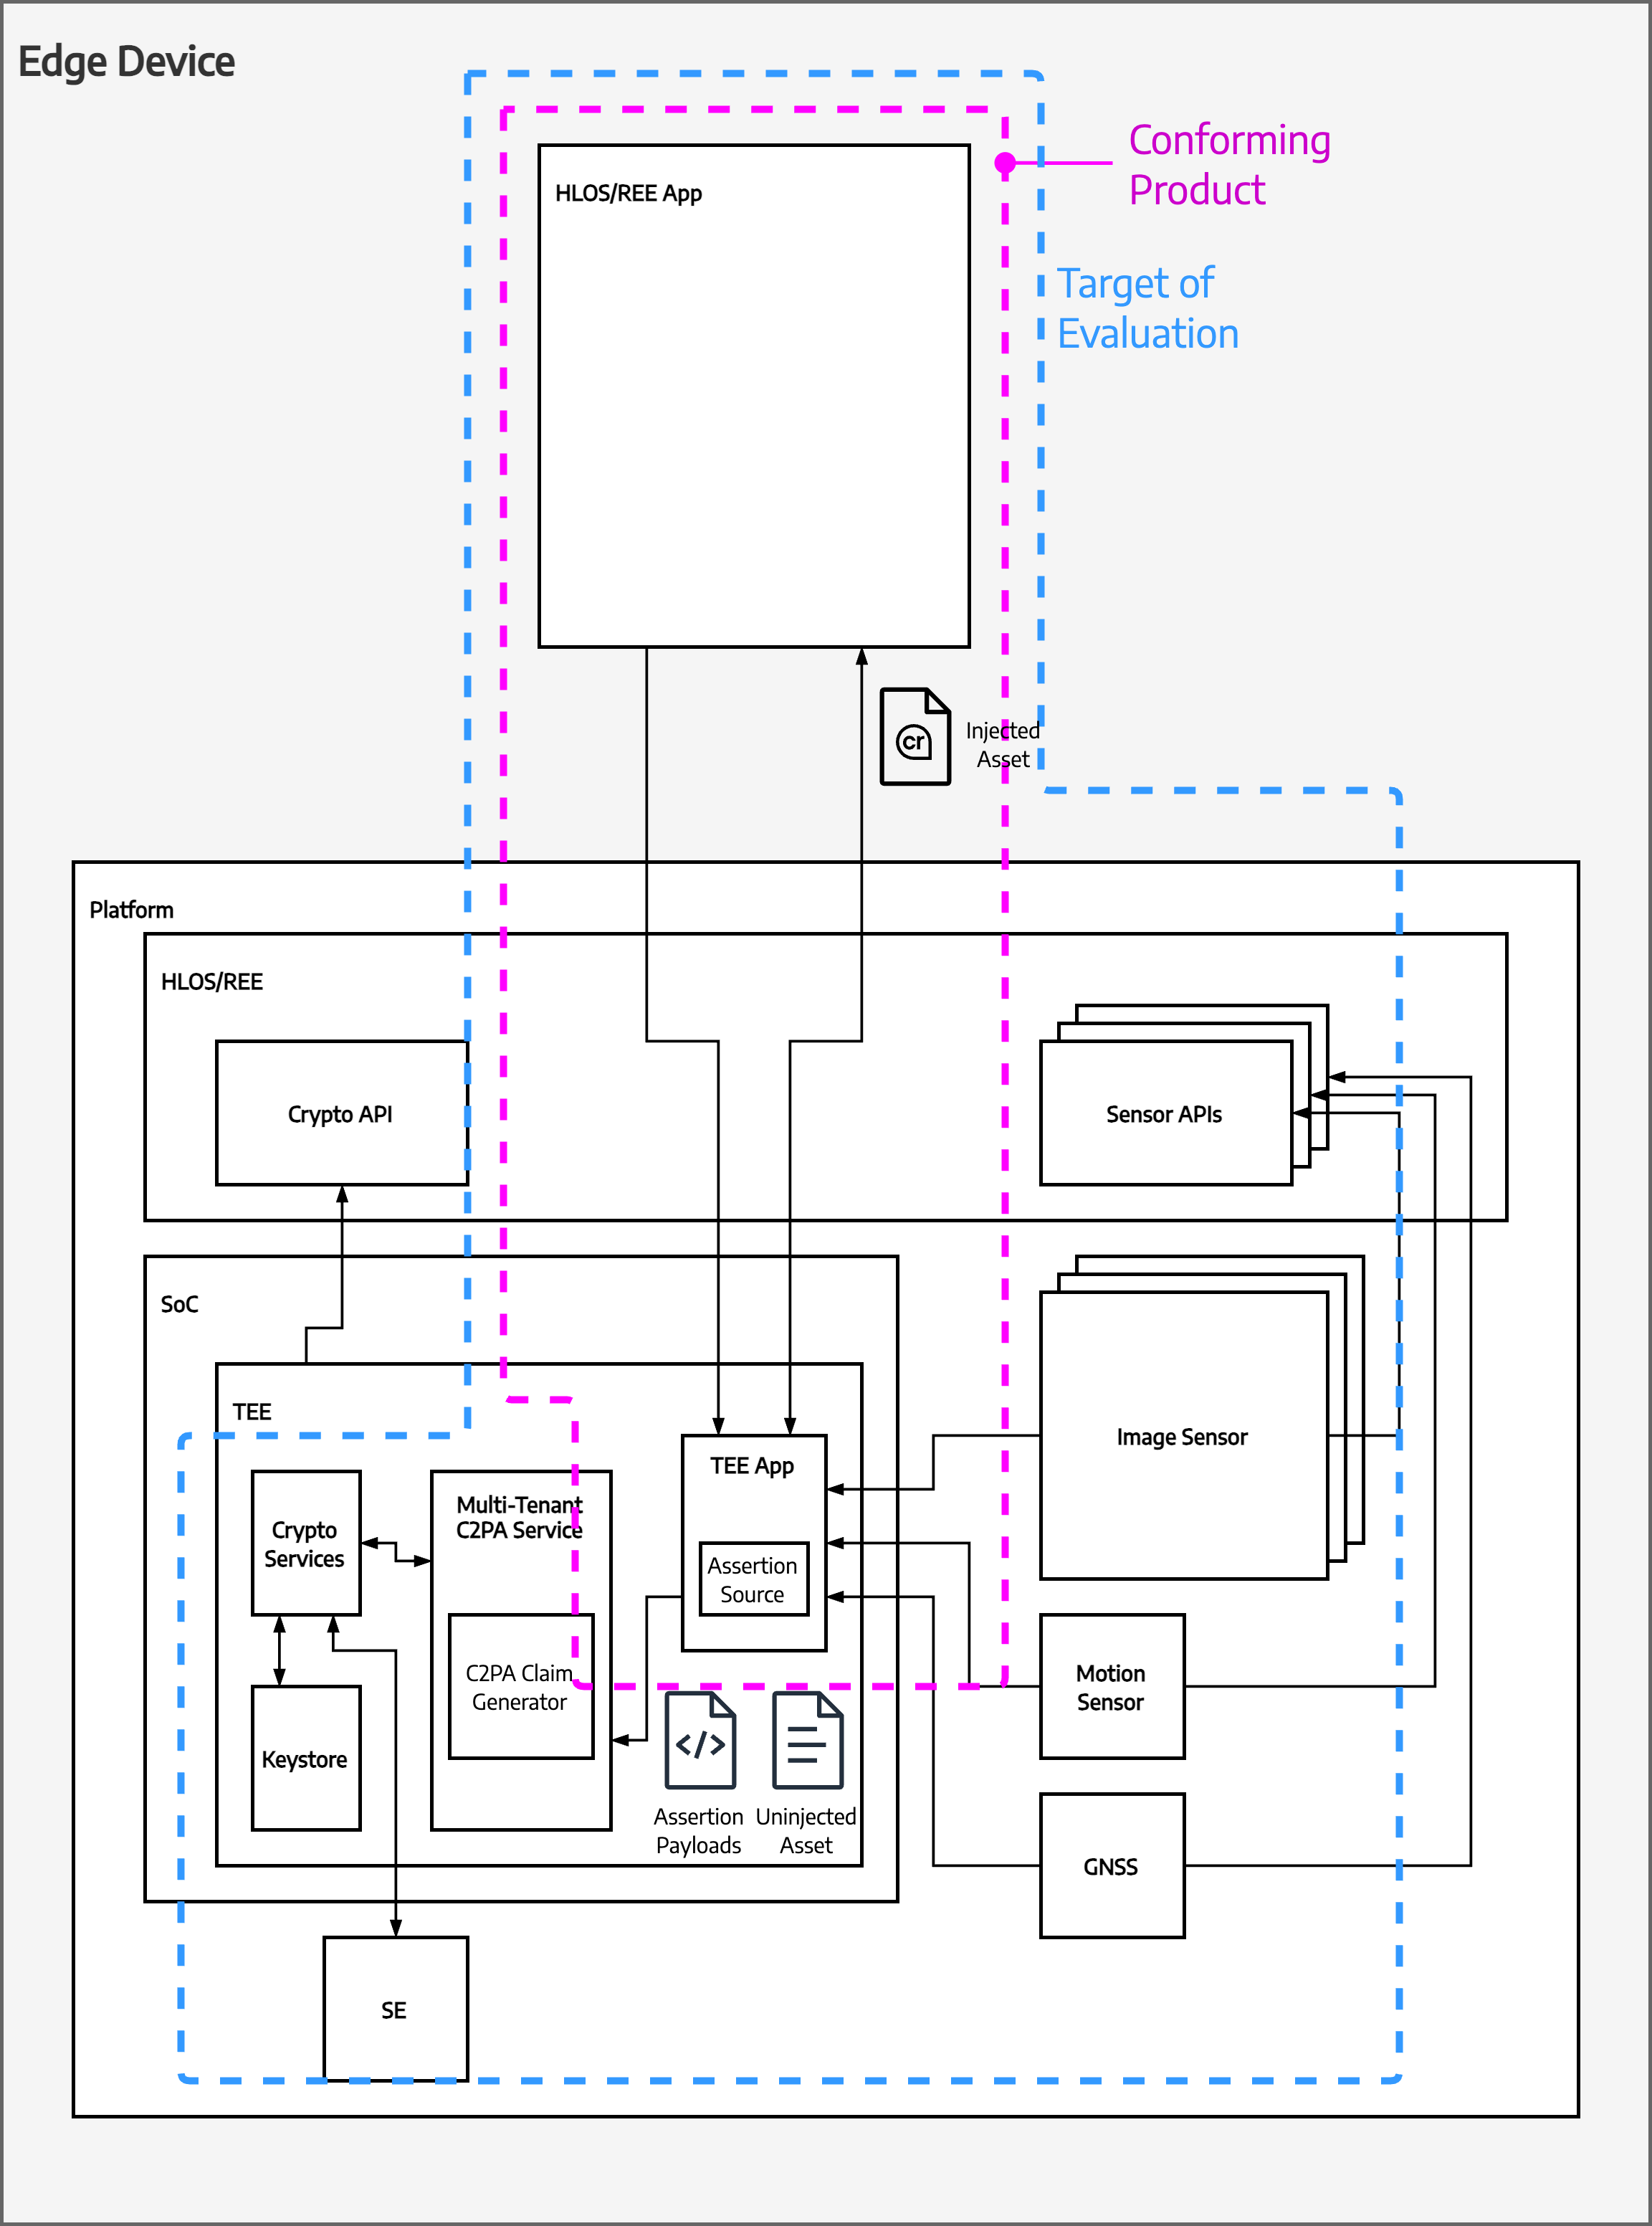 Edge Device
Conforming
Product
HLOS/REE App
Target of
Evaluation
cr
Injected
Asset
Platform
HLOS/REE
Crypto API
Sensor APIs
SoC
TEE
Image Sensor
TEE App
Multi-Tenant
C2PA Service
Crypto
Services
Assertion
Source
C2PA Claim
Generator
Motion
Sensor
Keystore
</>
Assertion
Payloads
Uninjected
Asset
GNSS
SE